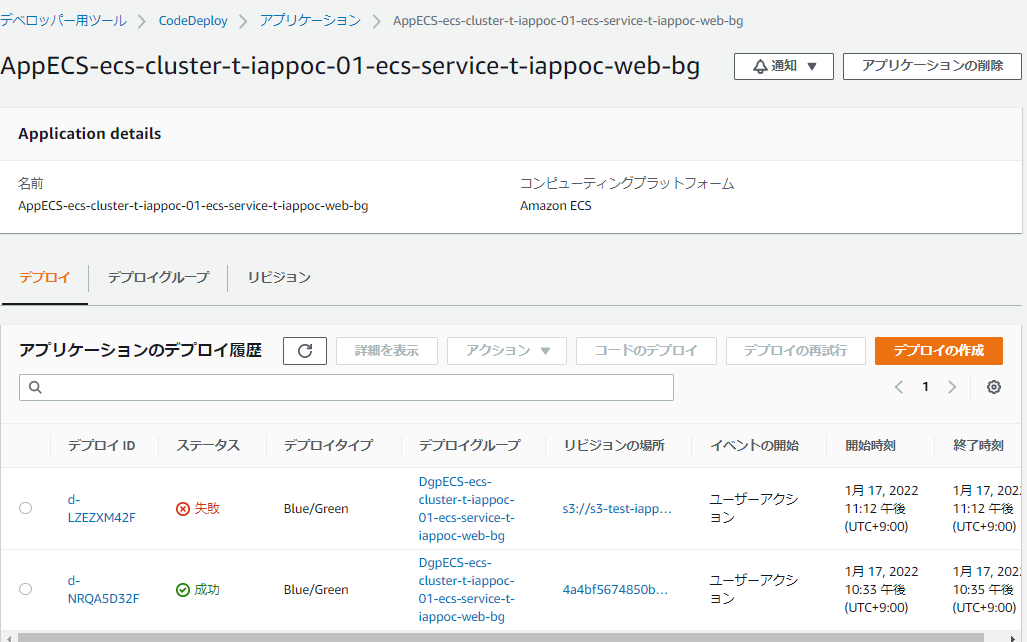 デベロッパー用ツール > CodeDeploy > アプリケーション > AppECS-ecs-cluster-t-iappoc-01-ecs-service-t-iappoc-web-bg
AppECS-ecs-cluster-t-iappoc-01-ecs-service-t-iappoc-web-bg 通知 ▼ アプリケーションの削除
Application details
名前 コンピューティングプラットフォーム
AppECS-ecs-cluster-t-iappoc-01-ecs-service-t-iappoc-web-bg Amazon ECS
デプロイ デプロイグループ リビジョン
アプリケーションのデプロイ履歴 詳細を表示 アクション ▼ コードのデプロイ デプロイの再試行 デプロイの作成
1
デプロイ ID ステータス デプロイタイプ デプロイグループ リビジョンの場所 イベントの開始 開始時刻 終了時刻
d-
LZEZXM42F
失敗
Blue/Green
DgpECS-ecs-
cluster-t-iappoc-
01-ecs-service-t-
iappoc-web-bg
s3://s3-test-iapp...
ユーザーアクシ
ョン
1月 17, 2022
11:12 午後
(UTC+9:00)
1月 17, 202
11:12 午後
(UTC+9:00)
d-
NRQA5D32F
成功
Blue/Green
DgpECS-ecs-
cluster-t-iappoc-
01-ecs-service-t-
iappoc-web-bg
4a4bf5674850b...
ユーザーアクシ
ョン
1月 17, 2022
10:33 午後
(UTC+9:00)
1月 17, 202
10:35 午後
(UTC+9:00)